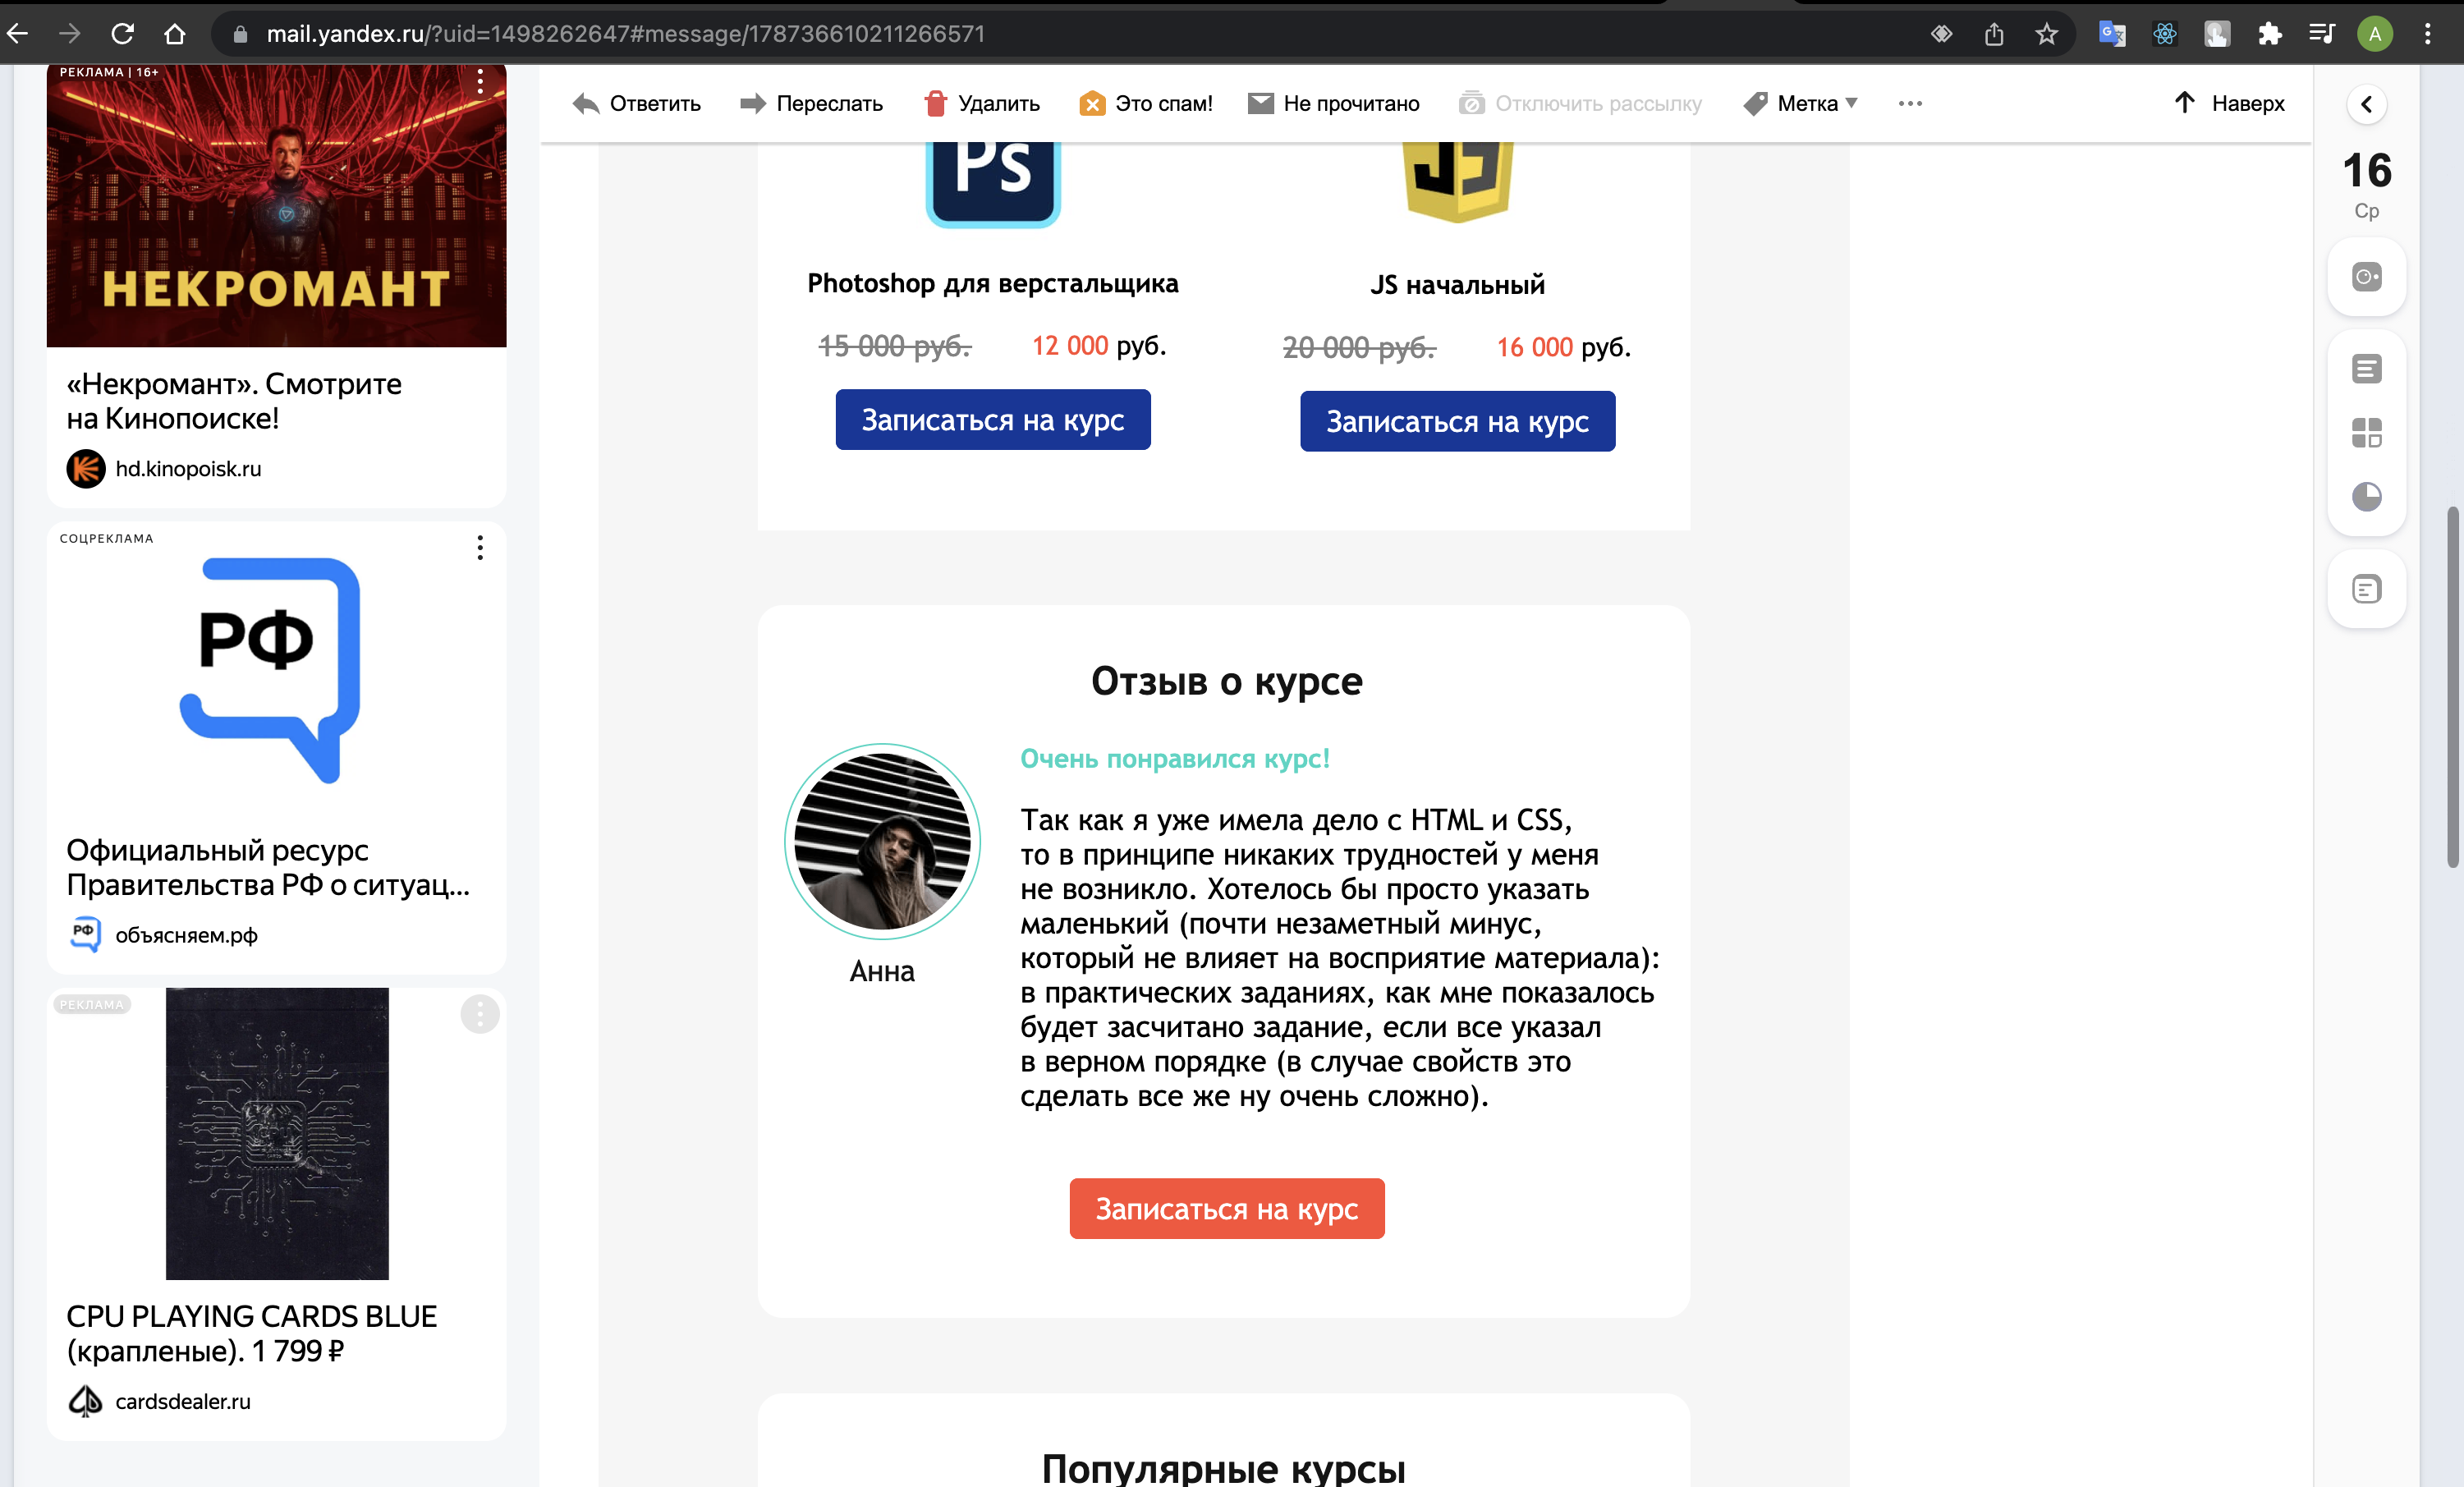 mail.yandex.ru/?uid=1498262647#message/178736610211266571
A
РЕКЛАМА | 16+
НЕКРОМАНТ
«Некромант». Смотрите
на Кинопоиске!
hd.kinopoisk.ru
СОЦРЕКЛАМА
РФ
Официальный ресурс
Правительства РФ о ситуац...
РФ
объясняем.рф
РЕКЛАМА
CPU
CPU PLAYING CARDS BLUE
(крапленые). 1 799 ₽
cardsdealer.ru
Ответить Переслать Удалить Это спам! Не прочитано Отключить рассылку Метка Наверх
Ps
JS
Photoshop для верстальщика
15 000 руб. 12 000 руб.
Записаться на курс
JS начальный
20 000 руб. 16 000 руб.
Записаться на курс
Отзыв о курсе
Анна
Очень понравился курс!
Так как я уже имела дело с HTML и CSS,
то в принципе никаких трудностей у меня
не возникло. Хотелось бы просто указать
маленький (почти незаметный минус,
который не влияет на восприятие материала):
в практических заданиях, как мне показалось
будет засчитано задание, если все указал
в верном порядке (в случае свойств это
сделать все же ну очень сложно).
Записаться на курс
Популярные курсы
16
Ср